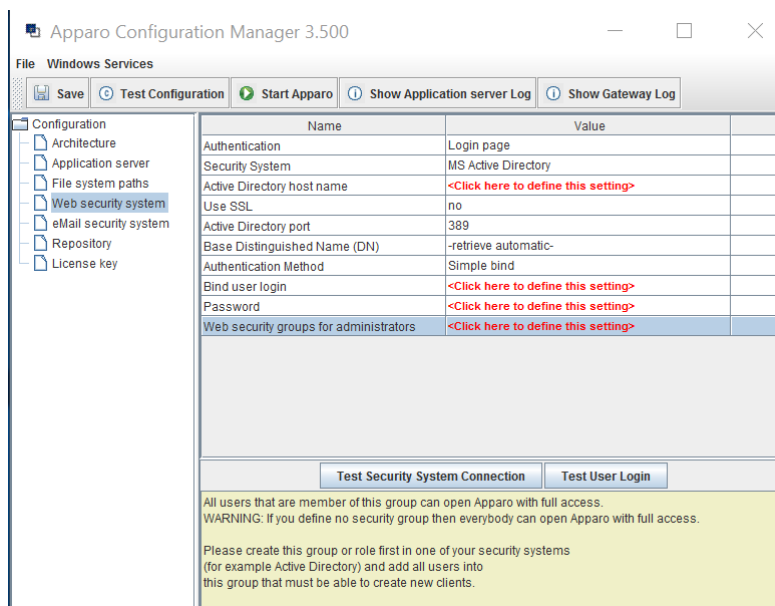 Apparo Configuration Manager 3.500
File Windows Services
Save Test Configuration Start Apparo Show Application server Log Show Gateway Log
Configuration
Architecture
Application server
File system paths
Web security system
eMail security system
Repository
License key
Name Value
Authentication Login page
Security System MS Active Directory
Active Directory host name <Click here to define this setting>
Use SSL no
Active Directory port 389
Base Distinguished Name (DN) -retrieve automatic-
Authentication Method Simple bind
Bind user login <Click here to define this setting>
Password <Click here to define this setting>
Web security groups for administrators <Click here to define this setting>
Test Security System Connection Test User Login
All users that are member of this group can open Apparo with full access.
WARNING: If you define no security group then everybody can open Apparo with full access.
Please create this group or role first in one of your security systems
(for example Active Directory) and add all users into
this group that must be able to create new clients.